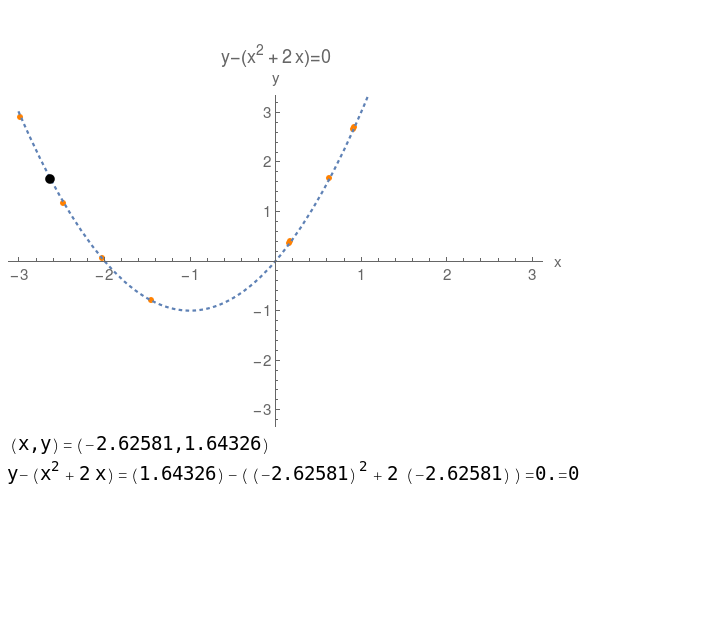 y−(x² + 2 x)=0
y
3
2
1
−3 −2 −1 1 2 3 x
−1
−2
−3
(x,y) = (−2.62581,1.64326)
y− (x² + 2 x) = (1.64326) − ( (−2.62581)² + 2 (−2.62581) ) =0.=0